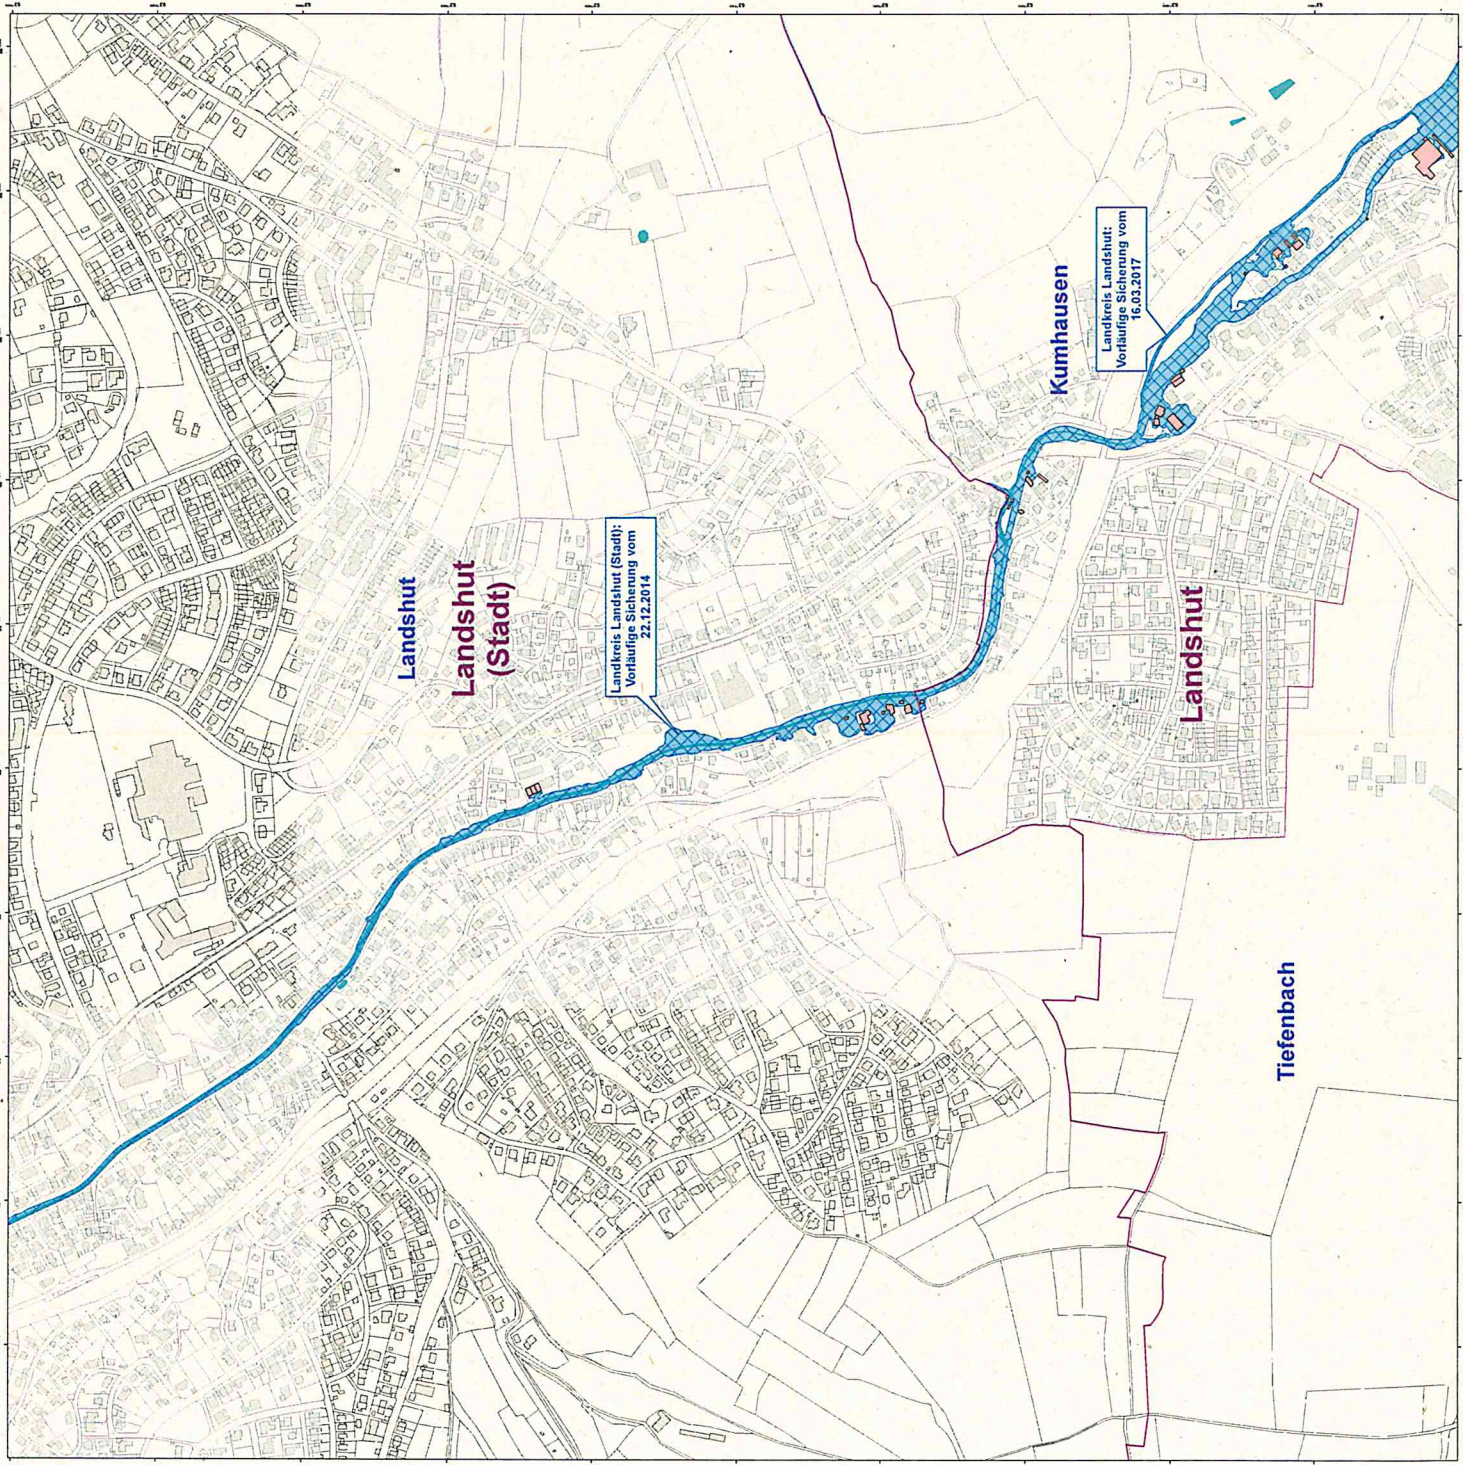 Landshut
Landshut
(Stadt)
Landkreis Landshut (Stadt):
Vorläufige Sicherung vom
22.12.2014
Kumhausen
Landkreis Landshut:
Vorläufige Sicherung vom
16.03.2017
Landshut
Tiefenbach